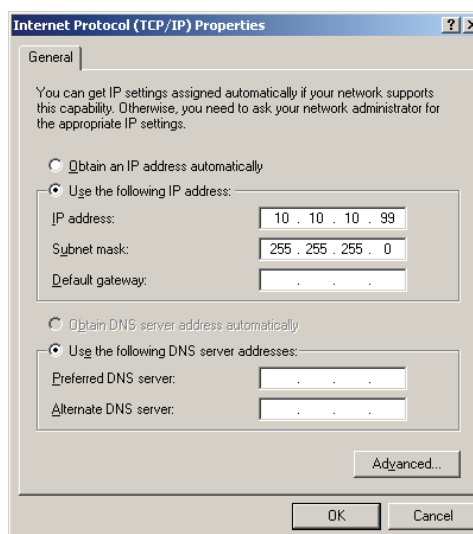 Internet Protocol (TCP/IP) Properties
General
You can get IP settings assigned automatically if your network supports
this capability. Otherwise, you need to ask your network administrator for
the appropriate IP settings.
Obtain an IP address automatically
Use the following IP address:
IP address: 10 . 10 . 10 . 99
Subnet mask: 255 . 255 . 255 . 0
Default gateway: . . .
Obtain DNS server address automatically
Use the following DNS server addresses:
Preferred DNS server: . . .
Alternate DNS server: . . .
Advanced...
OK Cancel